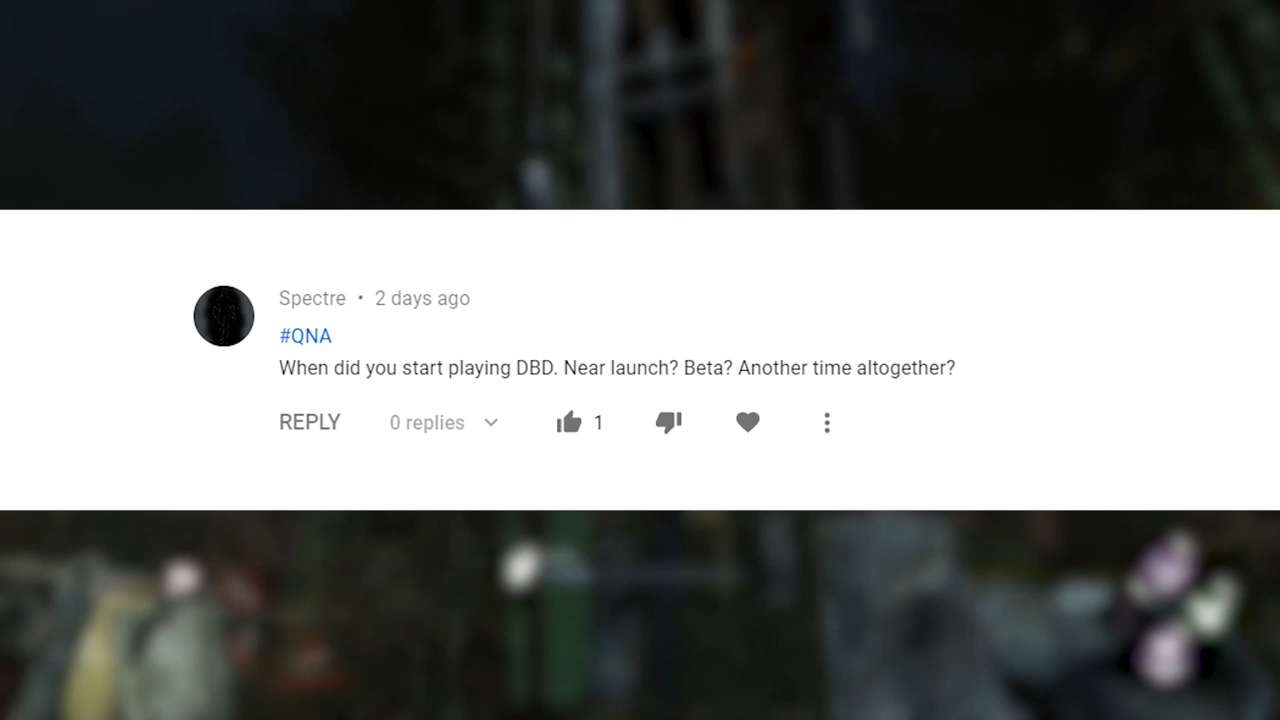 Spectre • 2 days ago
#QNA
When did you start playing DBD. Near launch? Beta? Another time altogether?
REPLY 0 replies 1